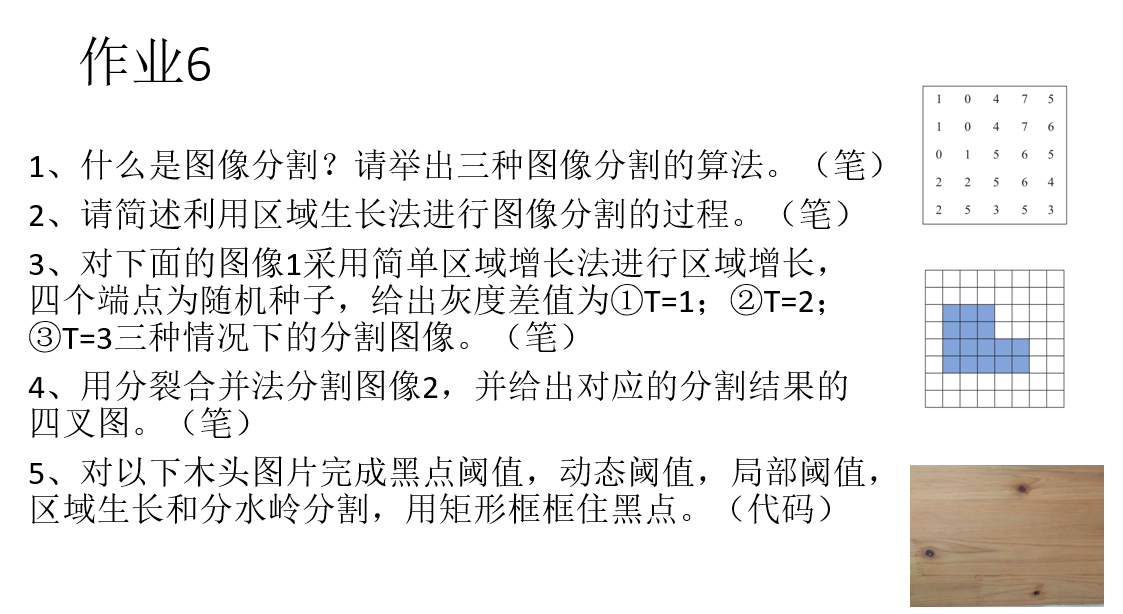 作业6
1、什么是图像分割？请举出三种图像分割的算法。（笔）
2、请简述利用区域生长法进行图像分割的过程。（笔）
3、对下面的图像1采用简单区域增长法进行区域增长，
四个端点为随机种子，给出灰度差值为①T=1；②T=2；
③T=3三种情况下的分割图像。（笔）
4、用分裂合并法分割图像2，并给出对应的分割结果的
四叉图。（笔）
5、对以下木头图片完成黑点阈值，动态阈值，局部阈值，
区域生长和分水岭分割，用矩形框框住黑点。（代码）
1 0 4 7 5
1 0 4 7 6
0 1 5 6 5
2 2 5 6 4
2 5 3 5 3